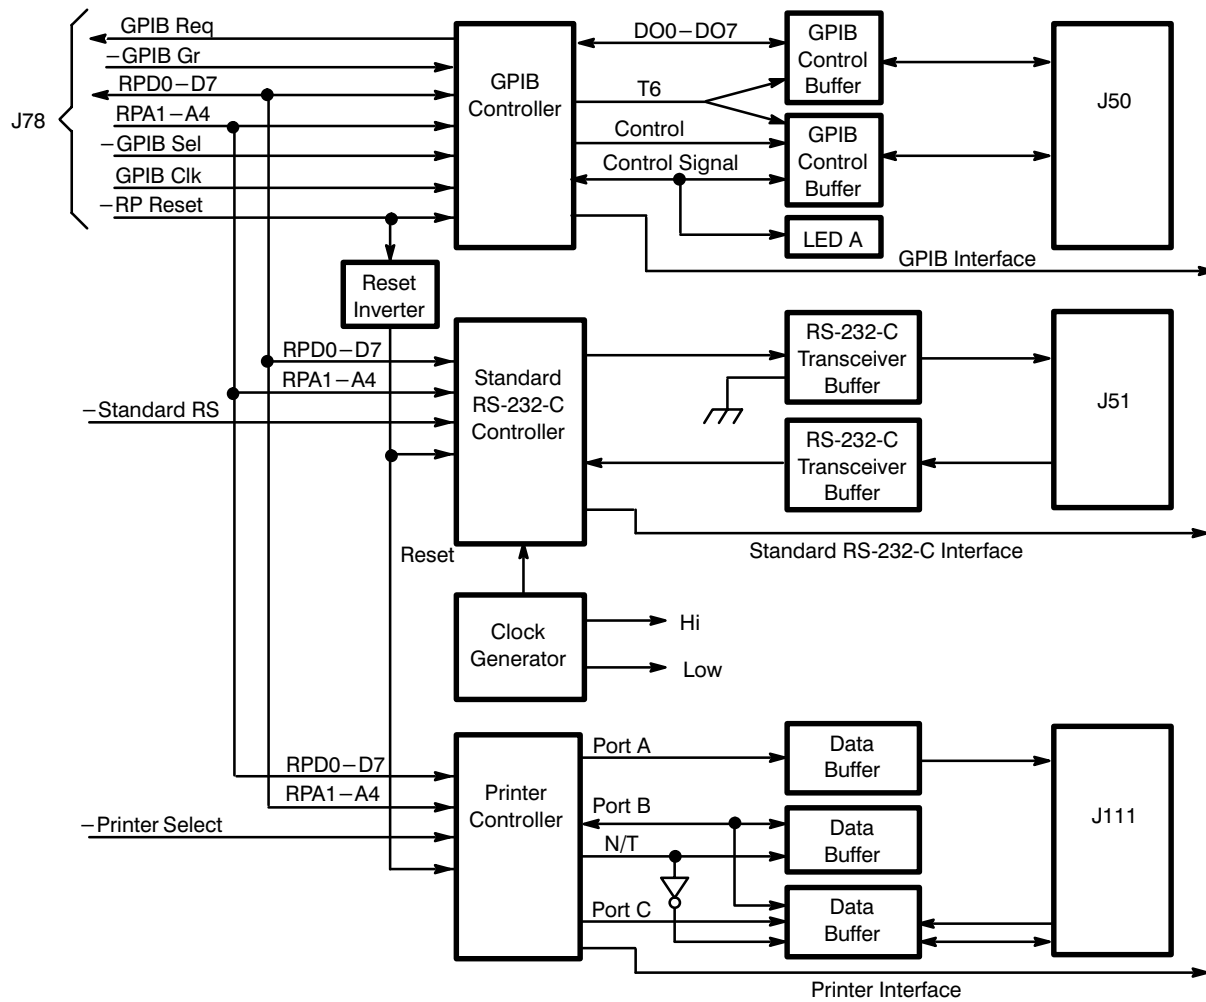 GPIB Req
−GPIB Gr
RPD0−D7
RPA1−A4
−GPIB Sel
GPIB Clk
−RP Reset
J78
GPIB
Controller
DO0−DO7
T6
Control
Control Signal
GPIB
Control
Buffer
GPIB
Control
Buffer
LED A
J50
GPIB Interface
Reset
Inverter
RPD0−D7
RPA1−A4
−Standard RS
Standard
RS-232-C
Controller
RS-232-C
Transceiver
Buffer
RS-232-C
Transceiver
Buffer
J51
Standard RS-232-C Interface
Reset
Clock
Generator
Hi
Low
RPD0−D7
RPA1−A4
−Printer Select
Printer
Controller
Port A
Port B
N/T
Port C
Data
Buffer
Data
Buffer
Data
Buffer
J111
Printer Interface